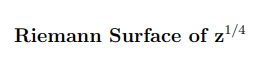 Riemann Surface of z^{1/4}